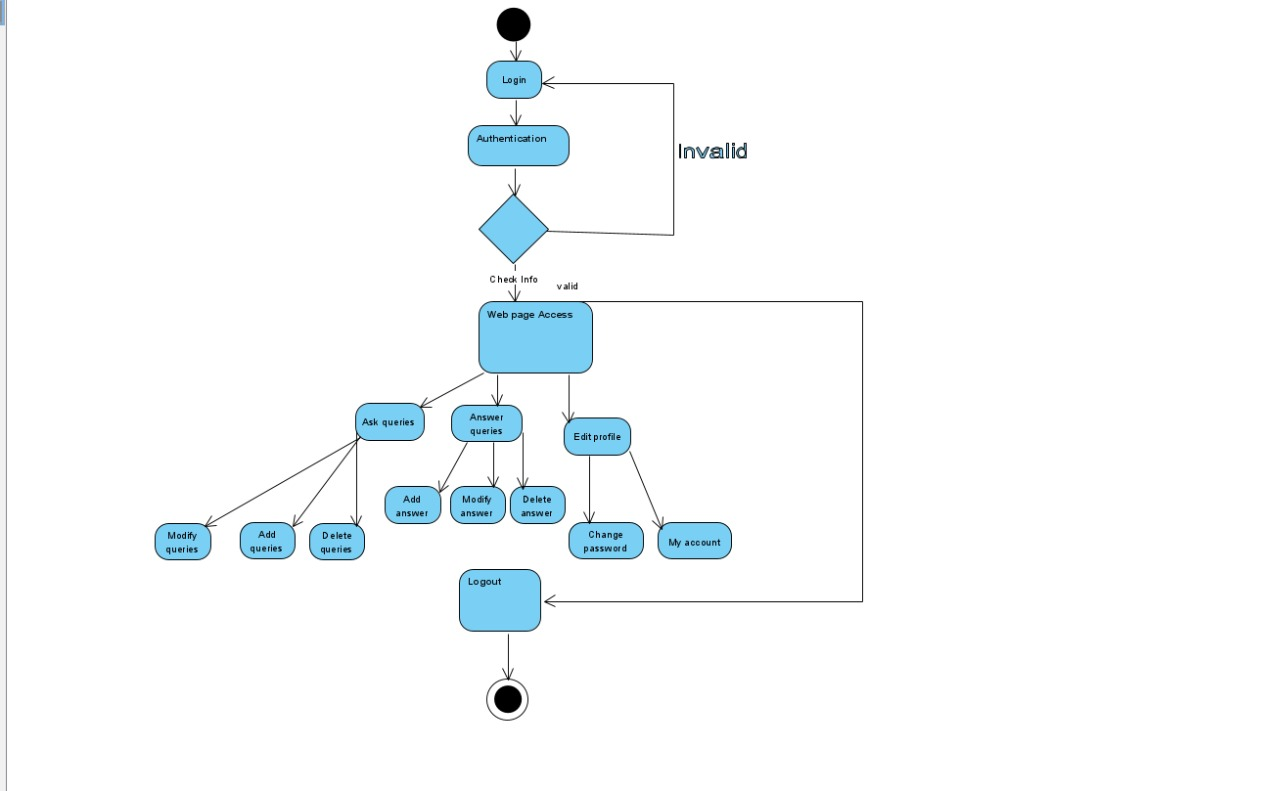 Login
Authentication
Invalid
Check Info
valid
Web page Access
Ask queries
Answer
queries
Edit profile
Add
answer
Modify
answer
Delete
answer
Modify
queries
Add
queries
Delete
queries
Change
password
My account
Logout